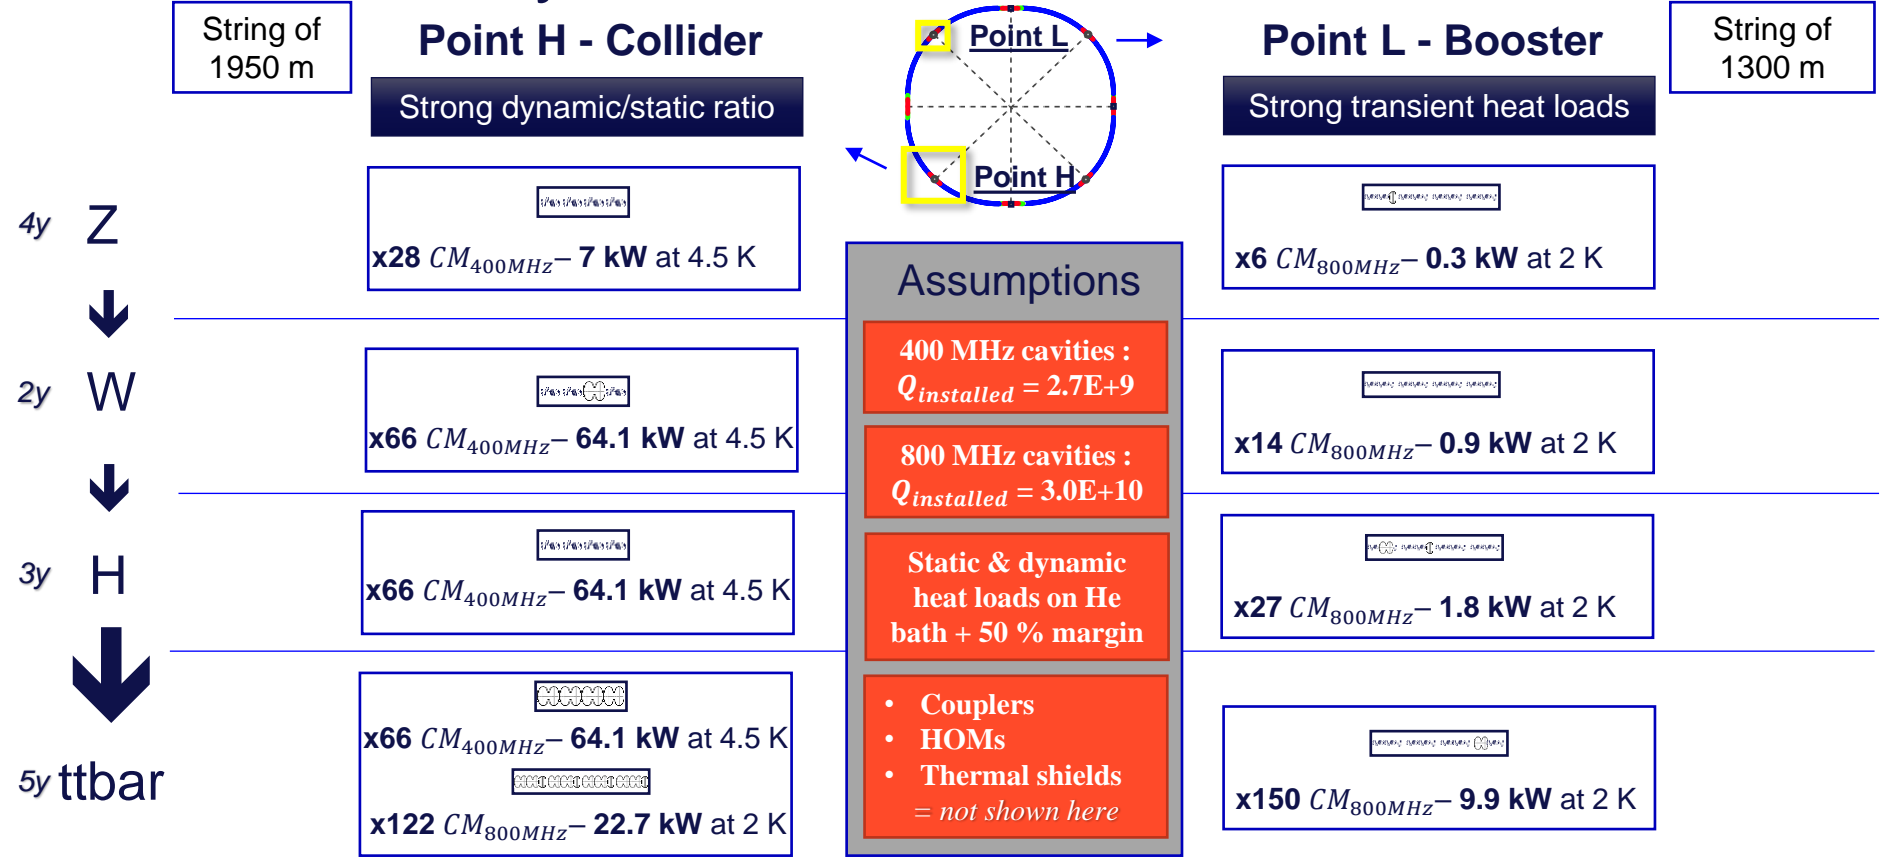 String of
1950 m
Point H - Collider
Strong dynamic/static ratio
Point L
Point H
Point L - Booster
Strong transient heat loads
String of
1300 m
4y Z
x28 CM400MHz– 7 kW at 4.5 K
x6 CM800MHz– 0.3 kW at 2 K
2y W
x66 CM400MHz– 64.1 kW at 4.5 K
x14 CM800MHz– 0.9 kW at 2 K
3y H
x66 CM400MHz– 64.1 kW at 4.5 K
x27 CM800MHz– 1.8 kW at 2 K
5y ttbar
x66 CM400MHz– 64.1 kW at 4.5 K
x122 CM800MHz– 22.7 kW at 2 K
x150 CM800MHz– 9.9 kW at 2 K
Assumptions
400 MHz cavities :
Qinstalled = 2.7E+9
800 MHz cavities :
Qinstalled = 3.0E+10
Static & dynamic
heat loads on He
bath + 50 % margin
• Couplers
• HOMs
• Thermal shields
= not shown here